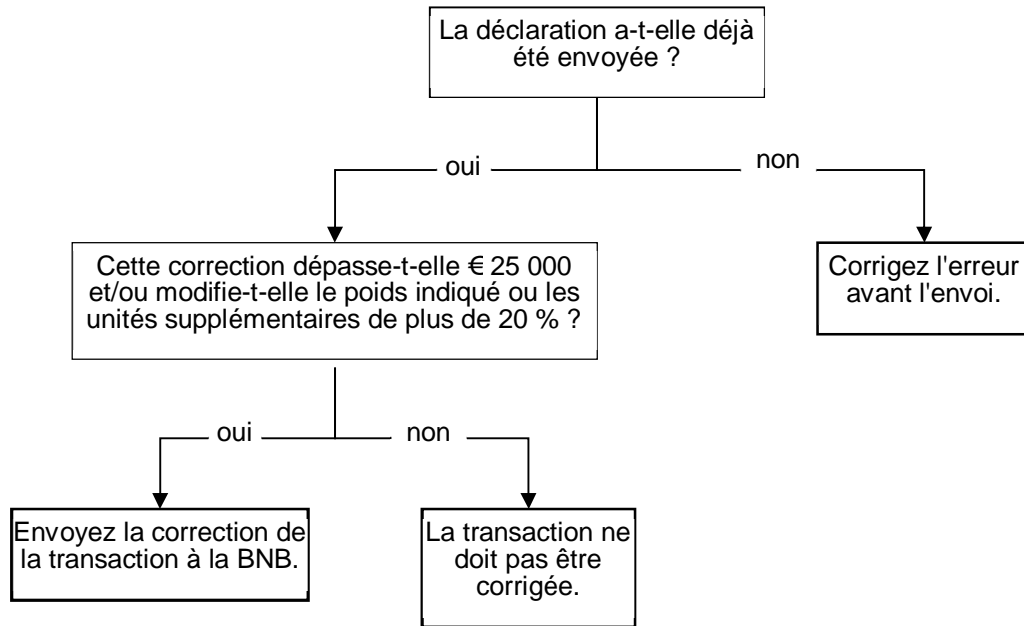 La déclaration a-t-elle déjà
été envoyée ?
oui
non
Cette correction dépasse-t-elle € 25 000
et/ou modifie-t-elle le poids indiqué ou les
unités supplémentaires de plus de 20 % ?
Corrigez l'erreur
avant l'envoi.
oui
non
Envoyez la correction de
la transaction à la BNB.
La transaction ne
doit pas être
corrigée.